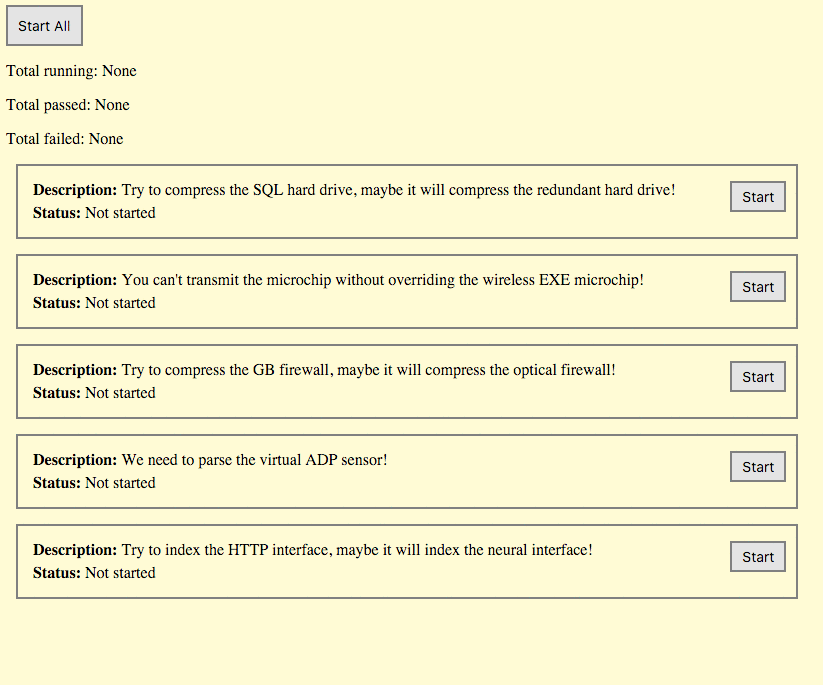 Start All
Total running: None
Total passed: None
Total failed: None
Description: Try to compress the SQL hard drive, maybe it will compress the redundant hard drive!
Start
Status: Not started
Description: You can't transmit the microchip without overriding the wireless EXE microchip!
Start
Status: Not started
Description: Try to compress the GB firewall, maybe it will compress the optical firewall!
Start
Status: Not started
Description: We need to parse the virtual ADP sensor!
Start
Status: Not started
Description: Try to index the HTTP interface, maybe it will index the neural interface!
Start
Status: Not started